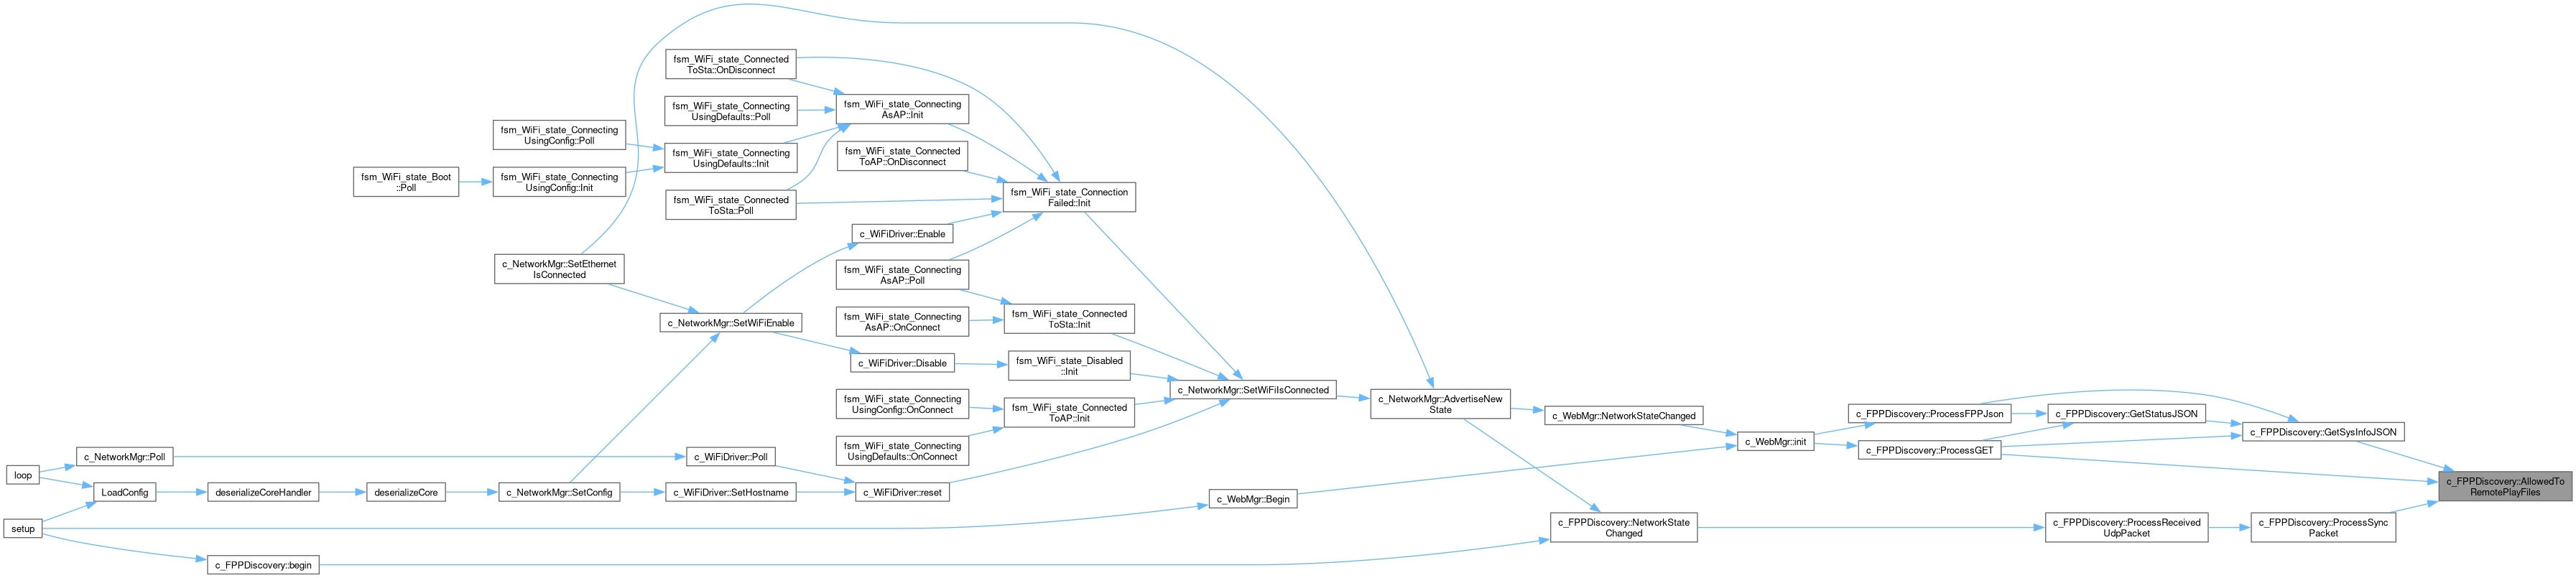 fsm_WiFi_state_Connected
ToSta::OnDisconnect
fsm_WiFi_state_Connecting
UsingDefaults::Poll
fsm_WiFi_state_Connecting
AsAP::Init
fsm_WiFi_state_Connecting
UsingConfig::Poll
fsm_WiFi_state_Connecting
UsingDefaults::Init
fsm_WiFi_state_Connected
ToAP::OnDisconnect
fsm_WiFi_state_Boot
::Poll
fsm_WiFi_state_Connecting
UsingConfig::Init
fsm_WiFi_state_Connected
ToSta::Poll
fsm_WiFi_state_Connection
Failed::Init
c_WiFiDriver::Enable
c_NetworkMgr::SetEthernet
IsConnected
fsm_WiFi_state_Connecting
AsAP::Poll
c_NetworkMgr::SetWiFiEnable
fsm_WiFi_state_Connecting
AsAP::OnConnect
fsm_WiFi_state_Connected
ToSta::Init
c_WiFiDriver::Disable
fsm_WiFi_state_Disabled
::Init
c_NetworkMgr::SetWiFiIsConnected
fsm_WiFi_state_Connecting
UsingConfig::OnConnect
fsm_WiFi_state_Connected
ToAP::Init
fsm_WiFi_state_Connecting
UsingDefaults::OnConnect
c_NetworkMgr::AdvertiseNew
State
c_WebMgr::NetworkStateChanged
c_WebMgr::init
c_FPPDiscovery::ProcessFPPJson
c_FPPDiscovery::GetStatusJSON
c_FPPDiscovery::ProcessGET
c_FPPDiscovery::GetSysInfoJSON
c_FPPDiscovery::AllowedTo
RemotePlayFiles
loop
c_NetworkMgr::Poll
c_WiFiDriver::Poll
LoadConfig
deserializeCoreHandler
deserializeCore
c_NetworkMgr::SetConfig
c_WiFiDriver::SetHostname
c_WiFiDriver::reset
c_WebMgr::Begin
setup
c_FPPDiscovery::NetworkState
Changed
c_FPPDiscovery::ProcessReceived
UdpPacket
c_FPPDiscovery::ProcessSync
Packet
c_FPPDiscovery::begin